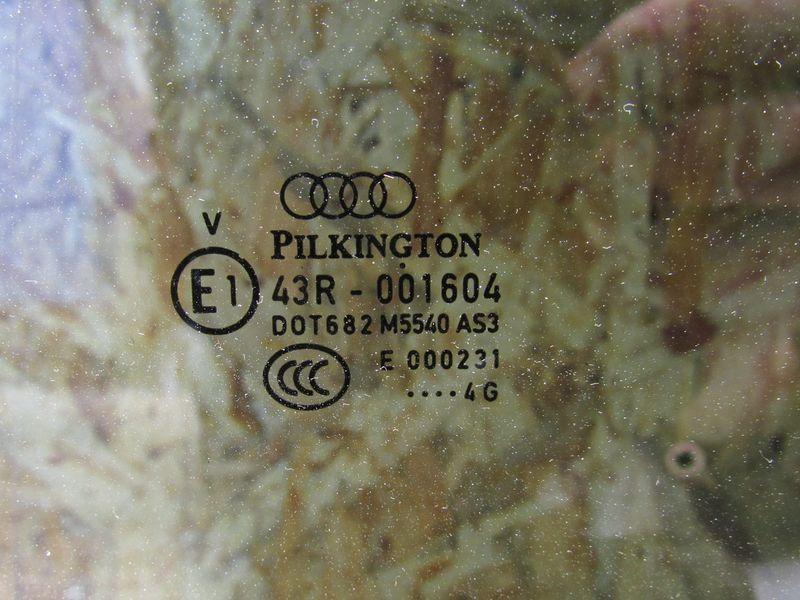 V
PILKINGTON
E1 43R - 001604
DOT682 M5540 AS3
CCC E 000231
....4G